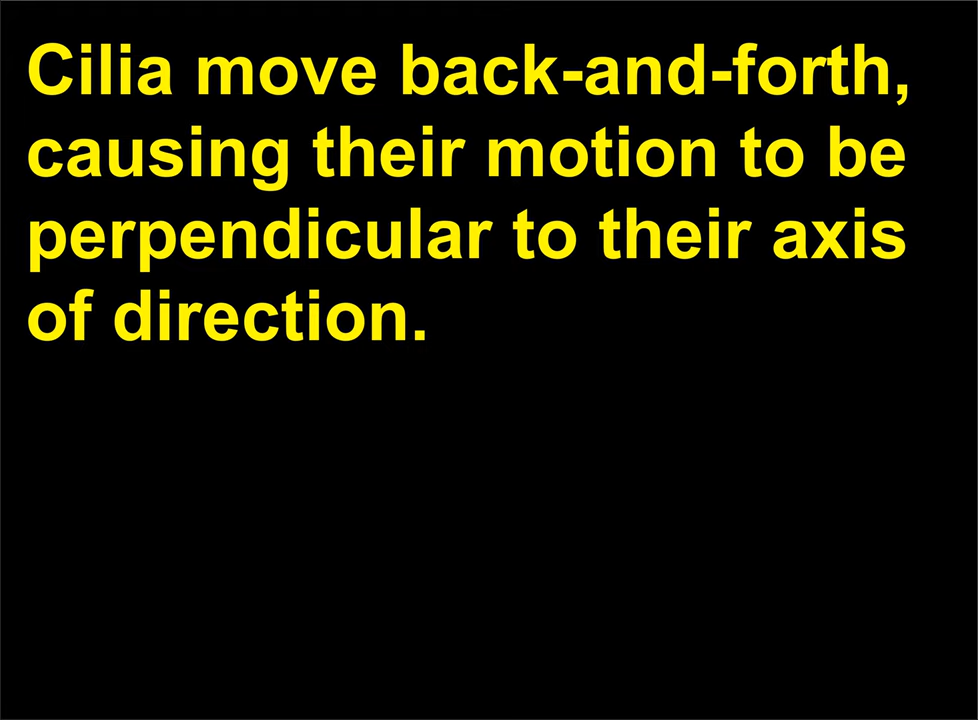 Cilia move back-and-forth,
causing their motion to be
perpendicular to their axis
of direction.